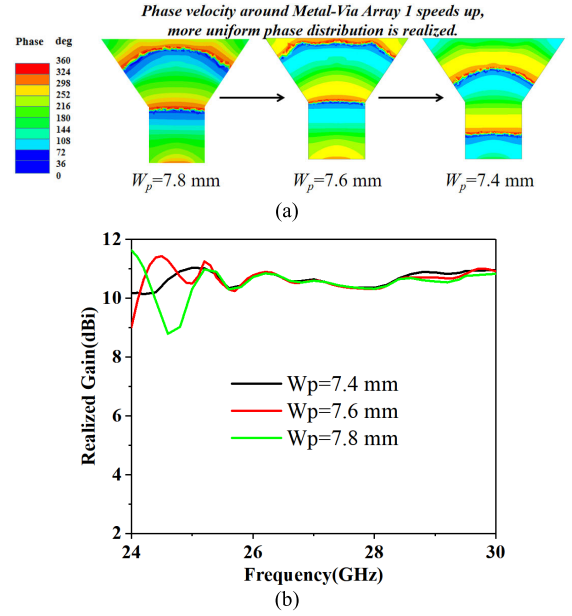 Phase velocity around Metal-Via Array 1 speeds up,
more uniform phase distribution is realized.
Phase deg
360
324
288
252
216
180
144
108
72
36
0
Wp=7.8 mm
Wp=7.6 mm
Wp=7.4 mm
(a)
12
10
8
6
4
2
Realized Gain(dBi)
Wp=7.4 mm
Wp=7.6 mm
Wp=7.8 mm
24 26 28 30
Frequency(GHz)
(b)